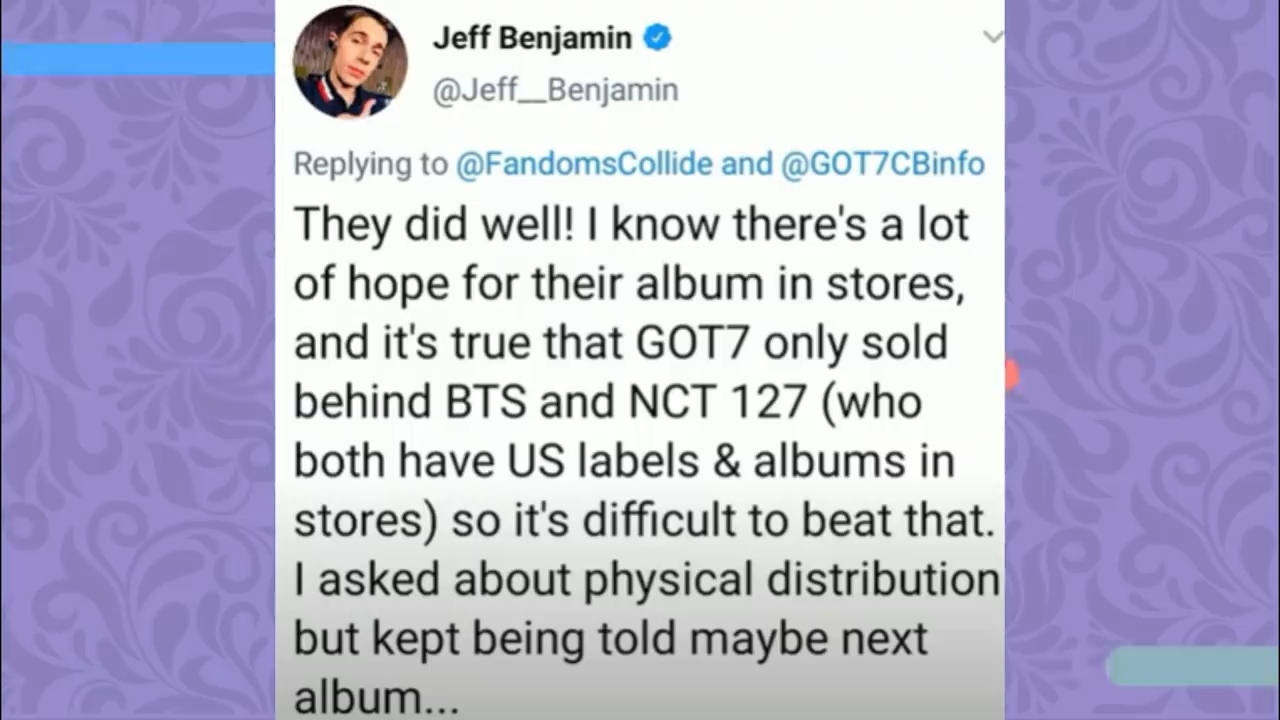 Jeff Benjamin
@Jeff__Benjamin
Replying to @FandomsCollide and @GOT7CBinfo
They did well! I know there's a lot
of hope for their album in stores,
and it's true that GOT7 only sold
behind BTS and NCT 127 (who
both have US labels & albums in
stores) so it's difficult to beat that.
I asked about physical distribution
but kept being told maybe next
album...